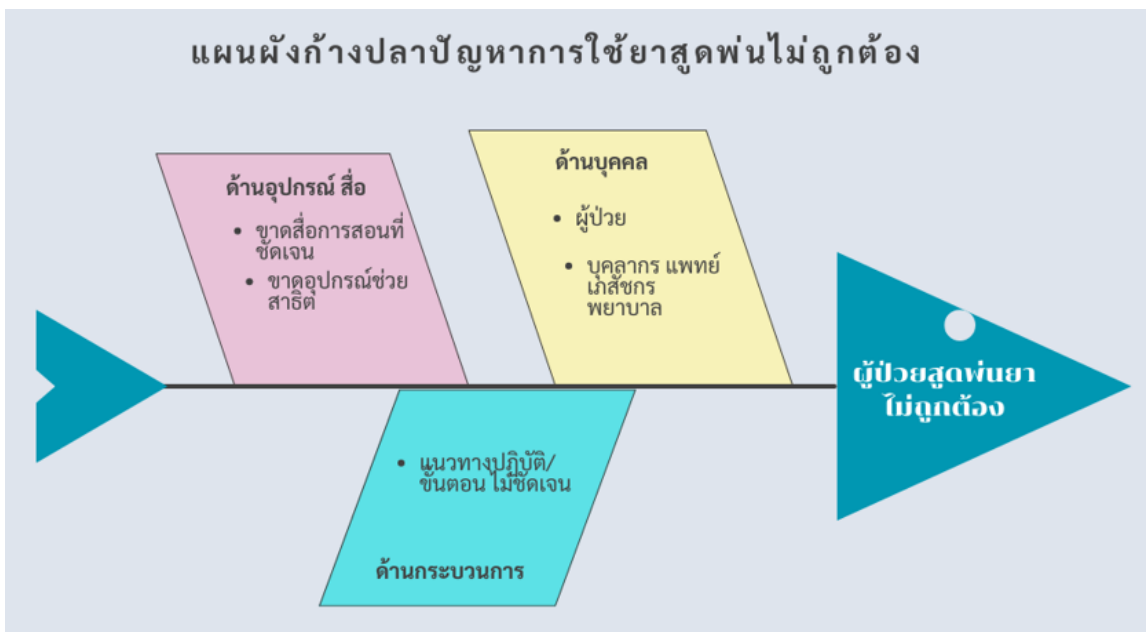 แผนผังก้างปลาปัญหาการใช้ยาสูดพ่นไม่ถูกต้อง
ด้านอุปกรณ์ สื่อ
• ขาดสื่อการสอนที่
ชัดเจน
• ขาดอุปกรณ์ช่วย
สาธิต
ด้านบุคคล
• ผู้ป่วย
• บุคลากร แพทย์
เภสัชกร
พยาบาล
ผู้ป่วยสูดพ่นยา
ไม่ถูกต้อง
• แนวทางปฏิบัติ/
ขั้นตอน ไม่ชัดเจน
ด้านกระบวนการ